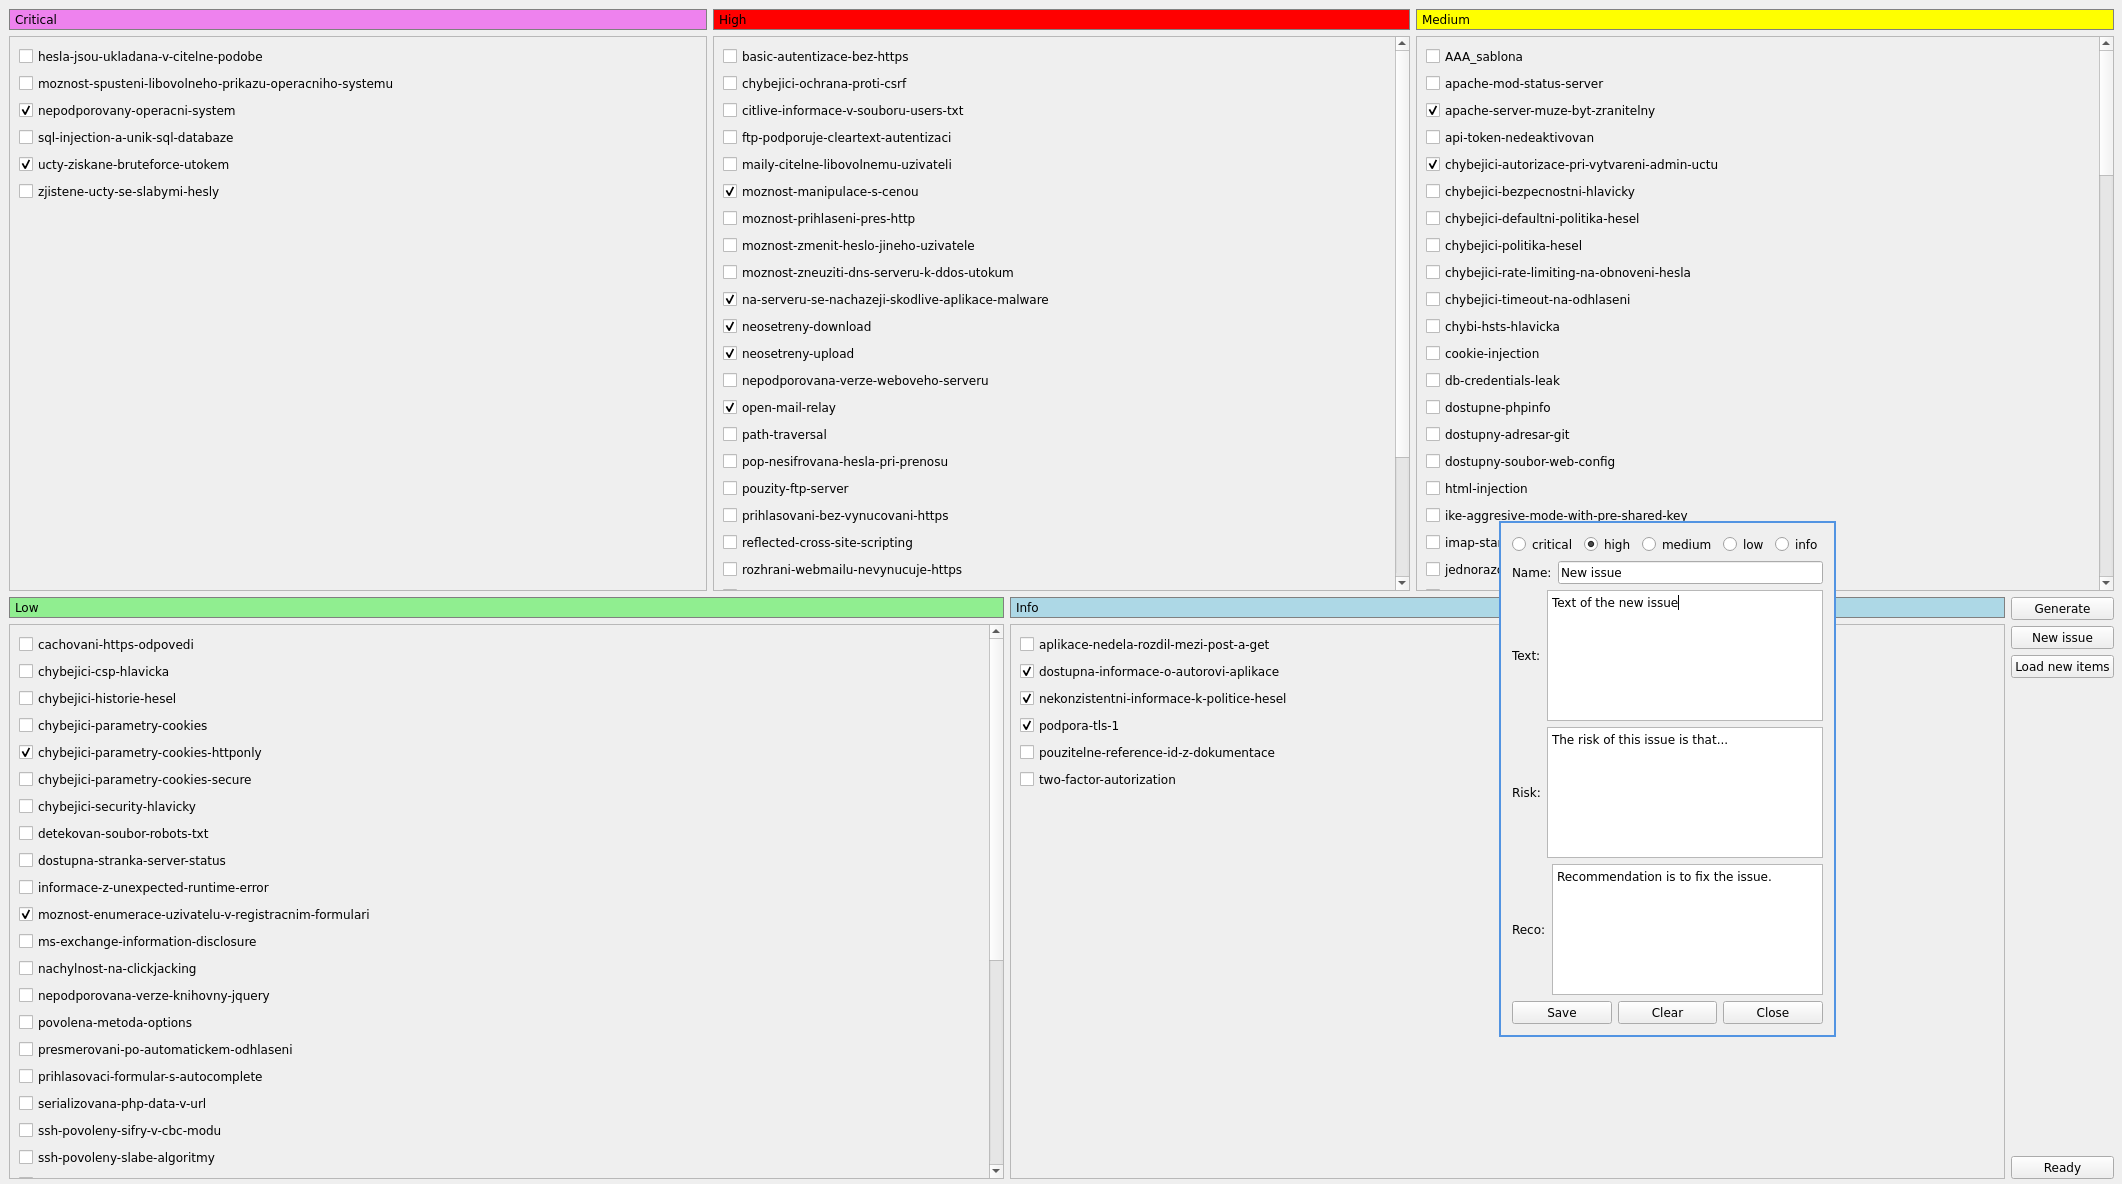 Critical
hesla-jsou-ukladana-v-citelne-podobe
moznost-spusteni-libovolneho-prikazu-operacniho-systemu
nepodporovany-operacni-system
sql-injection-a-unik-sql-databaze
ucty-ziskane-bruteforce-utokem
zjistene-ucty-se-slabymi-hesly
High
basic-autentizace-bez-https
chybejici-ochrana-proti-csrf
citlive-informace-v-souboru-users-txt
ftp-podporuje-cleartext-autentizaci
maily-citelne-libovolnemu-uzivateli
moznost-manipulace-s-cenou
moznost-prihlaseni-pres-http
moznost-zmenit-heslo-jineho-uzivatele
moznost-zneuziti-dns-serveru-k-ddos-utokum
na-serveru-se-nachazeji-skodlive-aplikace-malware
neosetreny-download
neosetreny-upload
nepodporovana-verze-weboveho-serveru
open-mail-relay
path-traversal
pop-nesifrovana-hesla-pri-prenosu
pouzity-ftp-server
prihlasovani-bez-vynucovani-https
reflected-cross-site-scripting
rozhrani-webmailu-nevynucuje-https
Medium
AAA_sablona
apache-mod-status-server
apache-server-muze-byt-zranitelny
api-token-nedeaktivovan
chybejici-autorizace-pri-vytvareni-admin-uctu
chybejici-bezpecnostni-hlavicky
chybejici-defaultni-politika-hesel
chybejici-politika-hesel
chybejici-rate-limiting-na-obnoveni-hesla
chybejici-timeout-na-odhlaseni
chybi-hsts-hlavicka
cookie-injection
db-credentials-leak
dostupne-phpinfo
dostupny-adresar-git
dostupny-soubor-web-config
html-injection
ike-aggresive-mode-with-pre-shared-key
Low
cachovani-https-odpovedi
chybejici-csp-hlavicka
chybejici-historie-hesel
chybejici-parametry-cookies
chybejici-parametry-cookies-httponly
chybejici-parametry-cookies-secure
chybejici-security-hlavicky
detekovan-soubor-robots-txt
dostupna-stranka-server-status
informace-z-unexpected-runtime-error
moznost-enumerace-uzivatelu-v-registracnim-formulari
ms-exchange-information-disclosure
nachylnost-na-clickjacking
nepodporovana-verze-knihovny-jquery
povolena-metoda-options
presmerovani-po-automatickem-odhlaseni
prihlasovaci-formular-s-autocomplete
serializovana-php-data-v-url
ssh-povoleny-sifry-v-cbc-modu
ssh-povoleny-slabe-algoritmy
Info
aplikace-nedela-rozdil-mezi-post-a-get
dostupna-informace-o-autorovi-aplikace
nekonzistentni-informace-k-politice-hesel
podpora-tls-1
pouzitelne-reference-id-z-dokumentace
two-factor-autorization
critical high medium low info
Name: New issue
Text: Text of the new issue
Risk: The risk of this issue is that...
Reco: Recommendation is to fix the issue.
Save Clear Close
Generate
New issue
Load new items
Ready